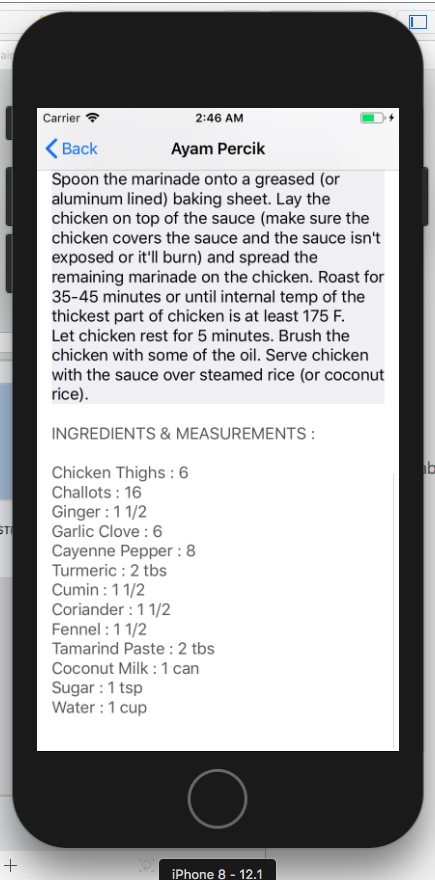 Carrier 2:46 AM
Back Ayam Percik
Spoon the marinade onto a greased (or
aluminum lined) baking sheet. Lay the
chicken on top of the sauce (make sure the
chicken covers the sauce and the sauce isn't
exposed or it'll burn) and spread the
remaining marinade on the chicken. Roast for
35-45 minutes or until internal temp of the
thickest part of chicken is at least 175 F.
Let chicken rest for 5 minutes. Brush the
chicken with some of the oil. Serve chicken
with the sauce over steamed rice (or coconut
rice).
INGREDIENTS & MEASUREMENTS :
Chicken Thighs : 6
Challots : 16
Ginger : 1 1/2
Garlic Clove : 6
Cayenne Pepper : 8
Turmeric : 2 tbs
Cumin : 1 1/2
Coriander : 1 1/2
Fennel : 1 1/2
Tamarind Paste : 2 tbs
Coconut Milk : 1 can
Sugar : 1 tsp
Water : 1 cup
iPhone 8 - 12.1